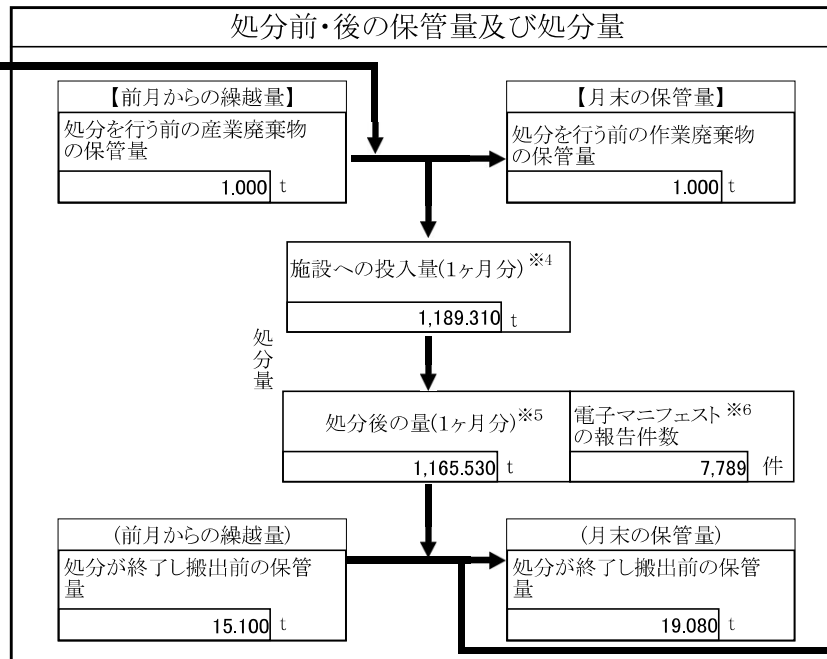 処分前・後の保管量及び処分量
【前月からの繰越量】
処分を行う前の産業廃棄物
の保管量
1.000 t
【月末の保管量】
処分を行う前の作業廃棄物
の保管量
1.000 t
施設への投入量(1ヶ月分)※4
1,189.310 t
処分量
処分後の量(1ヶ月分)※5
1,165.530 t
電子マニフェスト※6
の報告件数
7,789 件
(前月からの繰越量)
処分が終了し搬出前の保管
量
15.100 t
(月末の保管量)
処分が終了し搬出前の保管
量
19.080 t